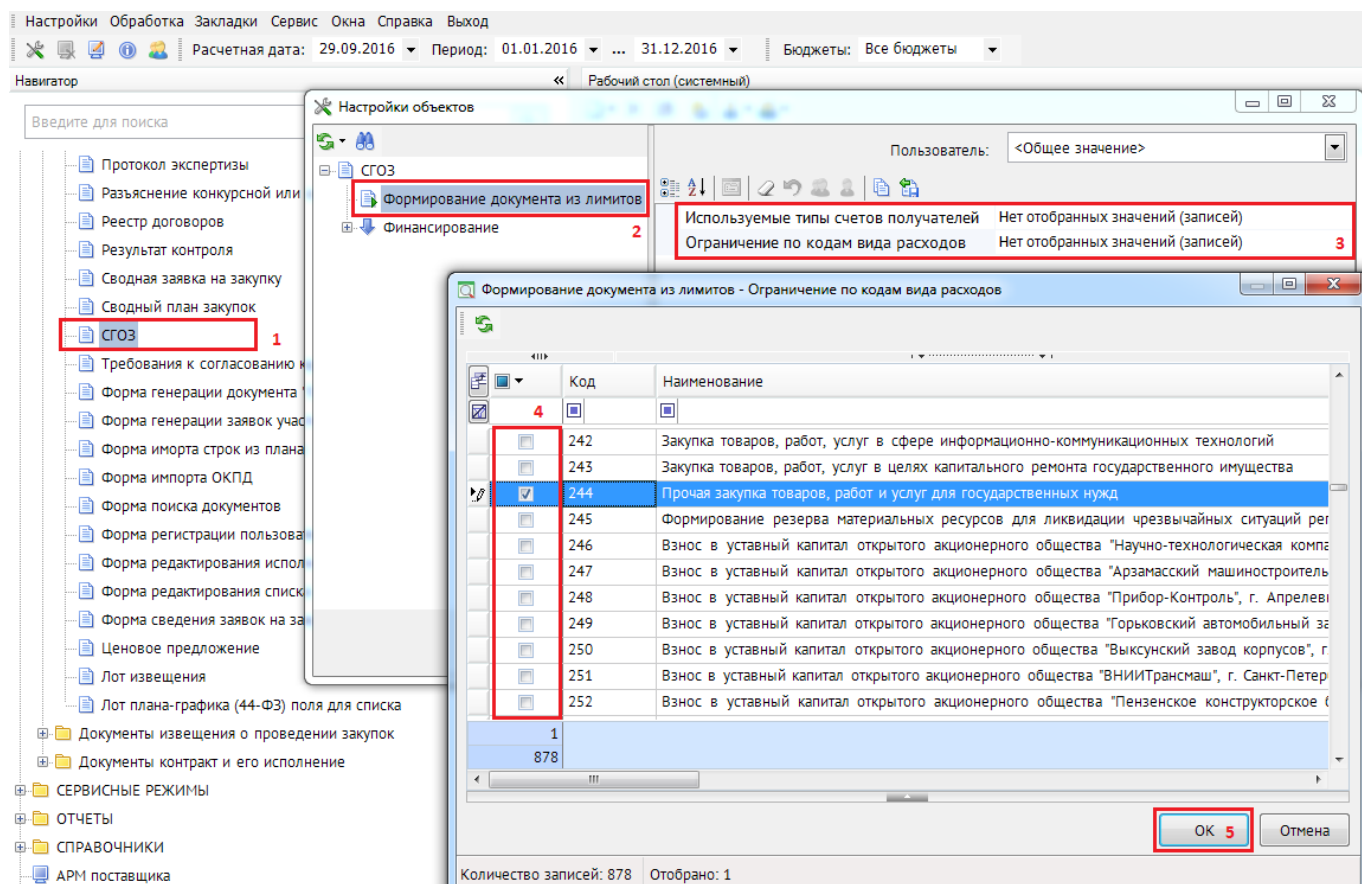 Настройки Обработка Закладки Сервис Окна Справка Выход
Расчетная дата: 29.09.2016 Период: 01.01.2016 ... 31.12.2016 Бюджеты: Все бюджеты
Навигатор « Рабочий стол (системный)
Введите для поиска
Протокол экспертизы
Разъяснение конкурсной или
Реестр договоров
Результат контроля
Сводная заявка на закупку
Сводный план закупок
СГОЗ 1
Требования к согласованию к
Форма генерации документа "
Форма генерации заявок учас
Форма иморта строк из плана
Форма импорта ОКПД
Форма поиска документов
Форма регистрации пользова
Форма редактирования испол
Форма редактирования списк
Форма сведения заявок на за
Ценовое предложение
Лот извещения
Лот плана-графика (44-ФЗ) поля для списка
Документы извещения о проведении закупок
Документы контракт и его исполнение
СЕРВИСНЫЕ РЕЖИМЫ
ОТЧЕТЫ
СПРАВОЧНИКИ
АРМ поставщика
Настройки объектов
СГОЗ
Формирование документа из лимитов
Финансирование 2
Пользователь: <Общее значение>
Используемые типы счетов получателей Нет отобранных значений (записей)
Ограничение по кодам вида расходов Нет отобранных значений (записей) 3
Формирование документа из лимитов - Ограничение по кодам вида расходов
Код Наименование
4
242 Закупка товаров, работ, услуг в сфере информационно-коммуникационных технологий
243 Закупка товаров, работ, услуг в целях капитального ремонта государственного имущества
244 Прочая закупка товаров, работ и услуг для государственных нужд
245 Формирование резерва материальных ресурсов для ликвидации чрезвычайных ситуаций рег
246 Взнос в уставный капитал открытого акционерного общества "Научно-технологическая компа
247 Взнос в уставный капитал открытого акционерного общества "Арзамасский машиностроитель
248 Взнос в уставный капитал открытого акционерного общества "Прибор-Контроль", г. Апрелев
249 Взнос в уставный капитал открытого акционерного общества "Горьковский автомобильный за
250 Взнос в уставный капитал открытого акционерного общества "Выксунский завод корпусов", г.
251 Взнос в уставный капитал открытого акционерного общества "ВНИИТрансмаш", г. Санкт-Петер
252 Взнос в уставный капитал открытого акционерного общества "Пензенское конструкторское б
1
878
OK 5 Отмена
Количество записей: 878 Отобрано: 1